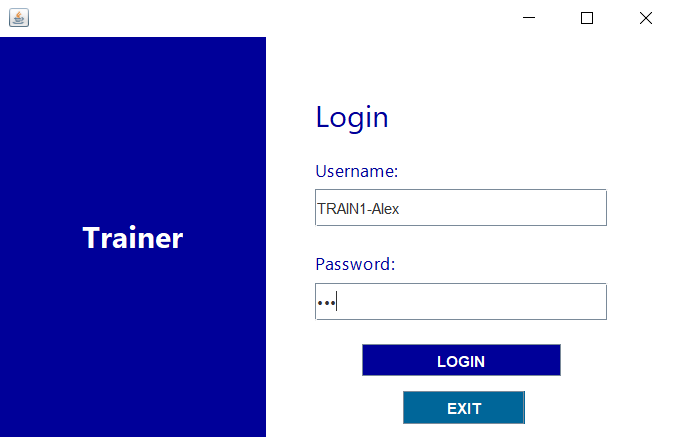 Trainer
Login
Username:
TRAIN1-Alex
Password:
•••
LOGIN
EXIT